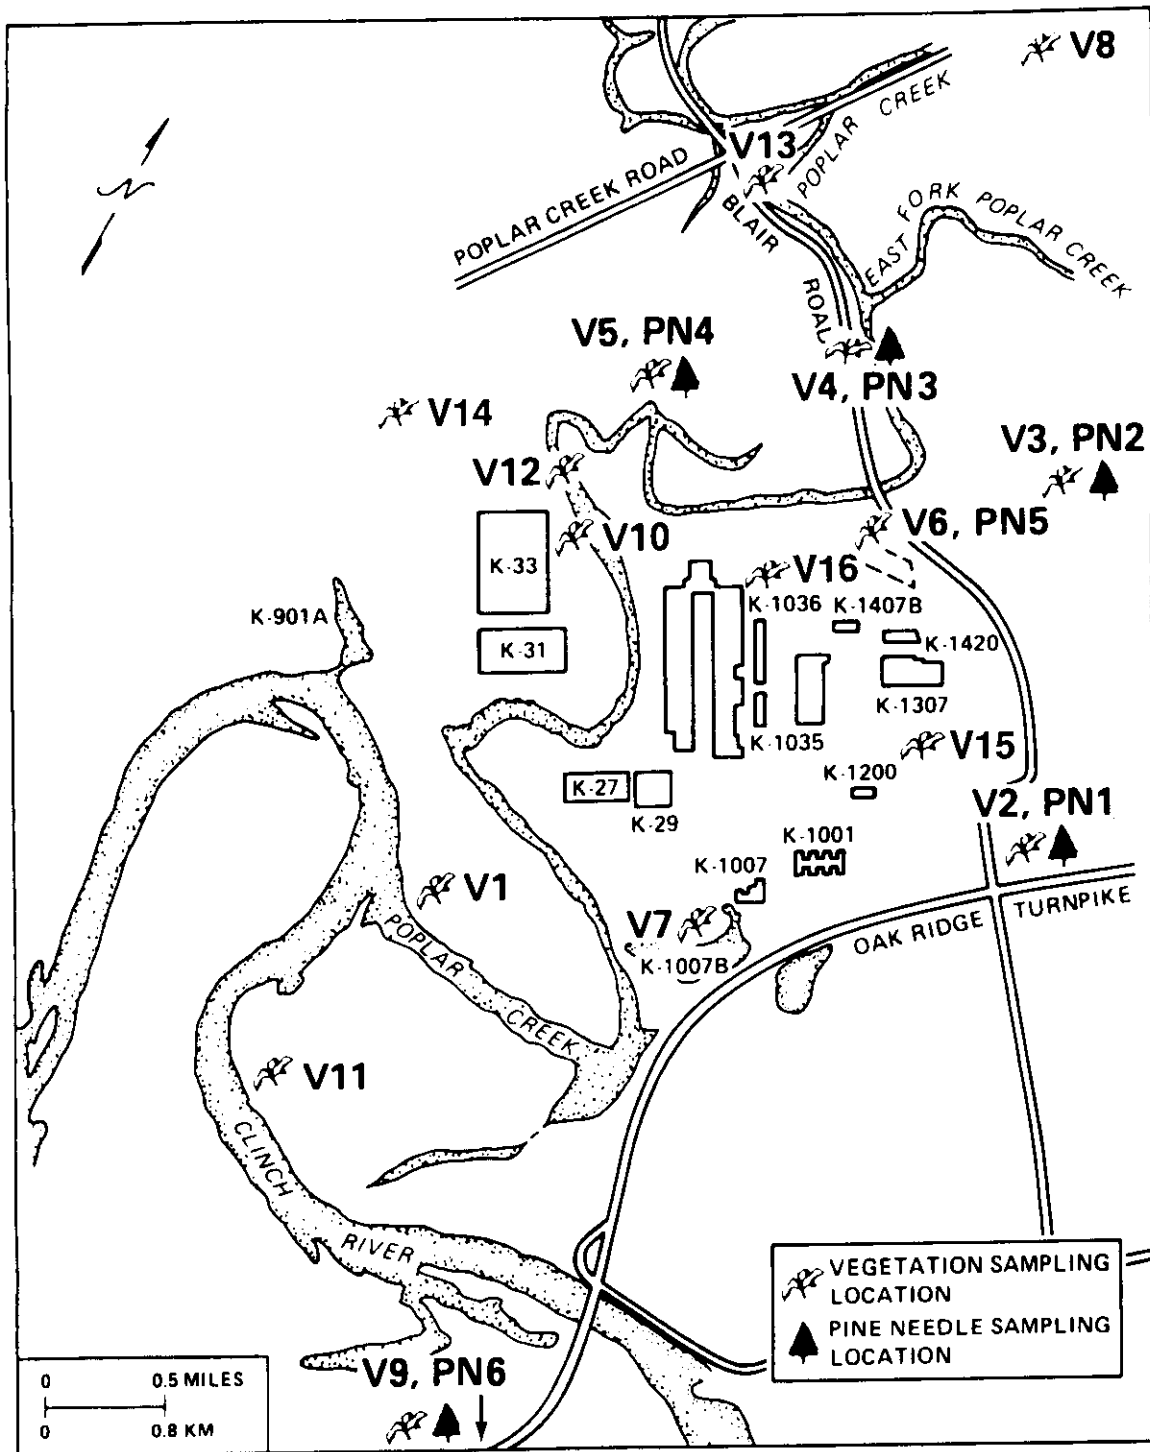 V8
V13
POPLAR CREEK
POPLAR CREEK ROAD
POPLAR CREEK
BLAIR
ROAL
EAST FORK POPLAR CREEK
N
V5, PN4
V4, PN3
V14
V3, PN2
V12
V6, PN5
V10
K-33
V16
K-1036
K-1407B
K-901A
K-31
K-1420
K-1307
K-1035
V15
K-1200
K-27
K-29
V2, PN1
K-1001
K-1007
V1
V7
OAK RIDGE TURNPIKE
K-1007B
POPLAR
CREEK
V11
CLINCH
RIVER
VEGETATION SAMPLING
LOCATION
PINE NEEDLE SAMPLING
LOCATION
V9, PN6
0 0.5 MILES
0 0.8 KM